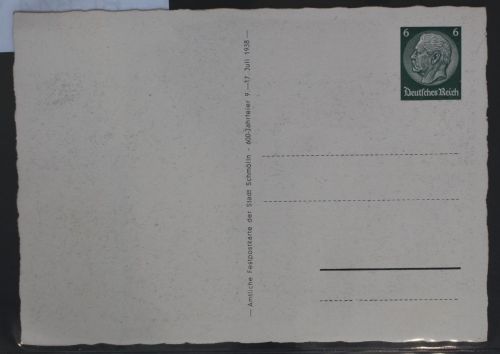 6 6
Deutsches Reich
— Amtliche Festpostkarte der Stadt Schmölln - 600-Jahrfeier 9.—17. Juli 1938 —